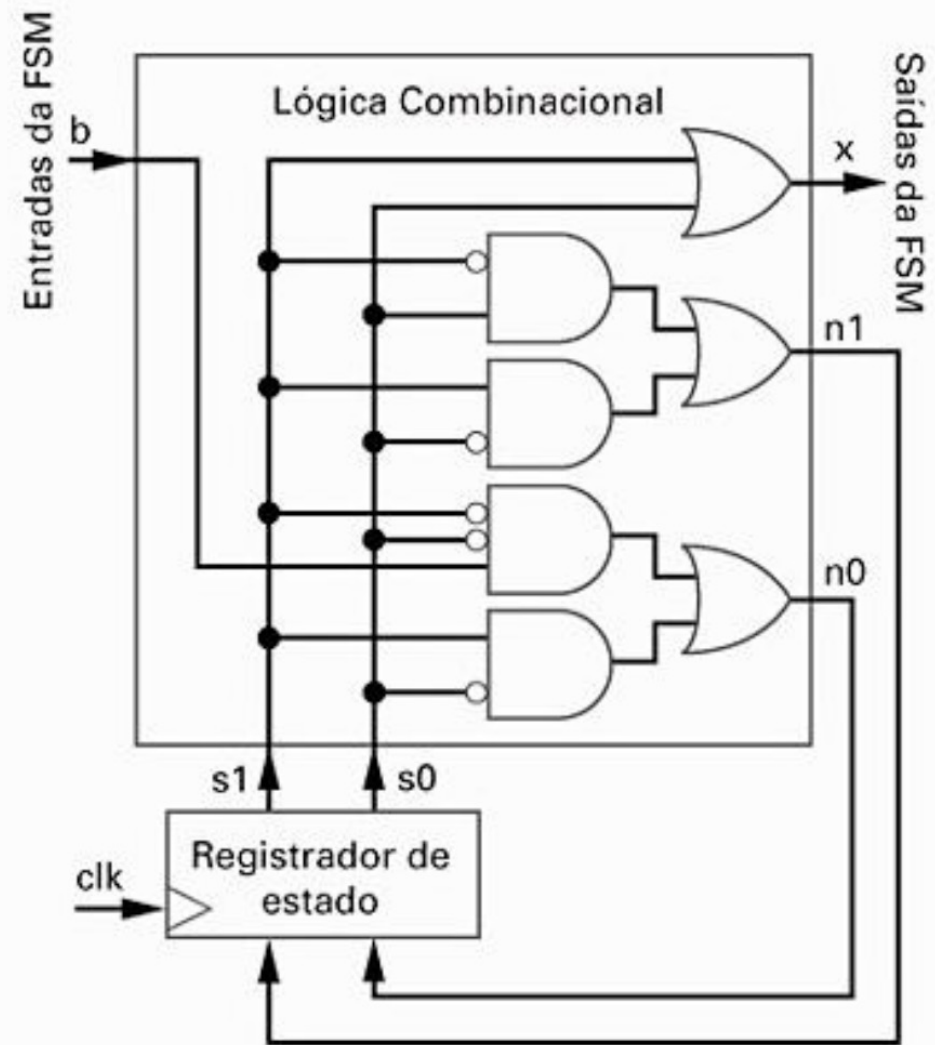 Entradas da FSM
b
Lógica Combinacional
x
Saídas da FSM
n1
n0
s1
s0
clk
Registrador de
estado